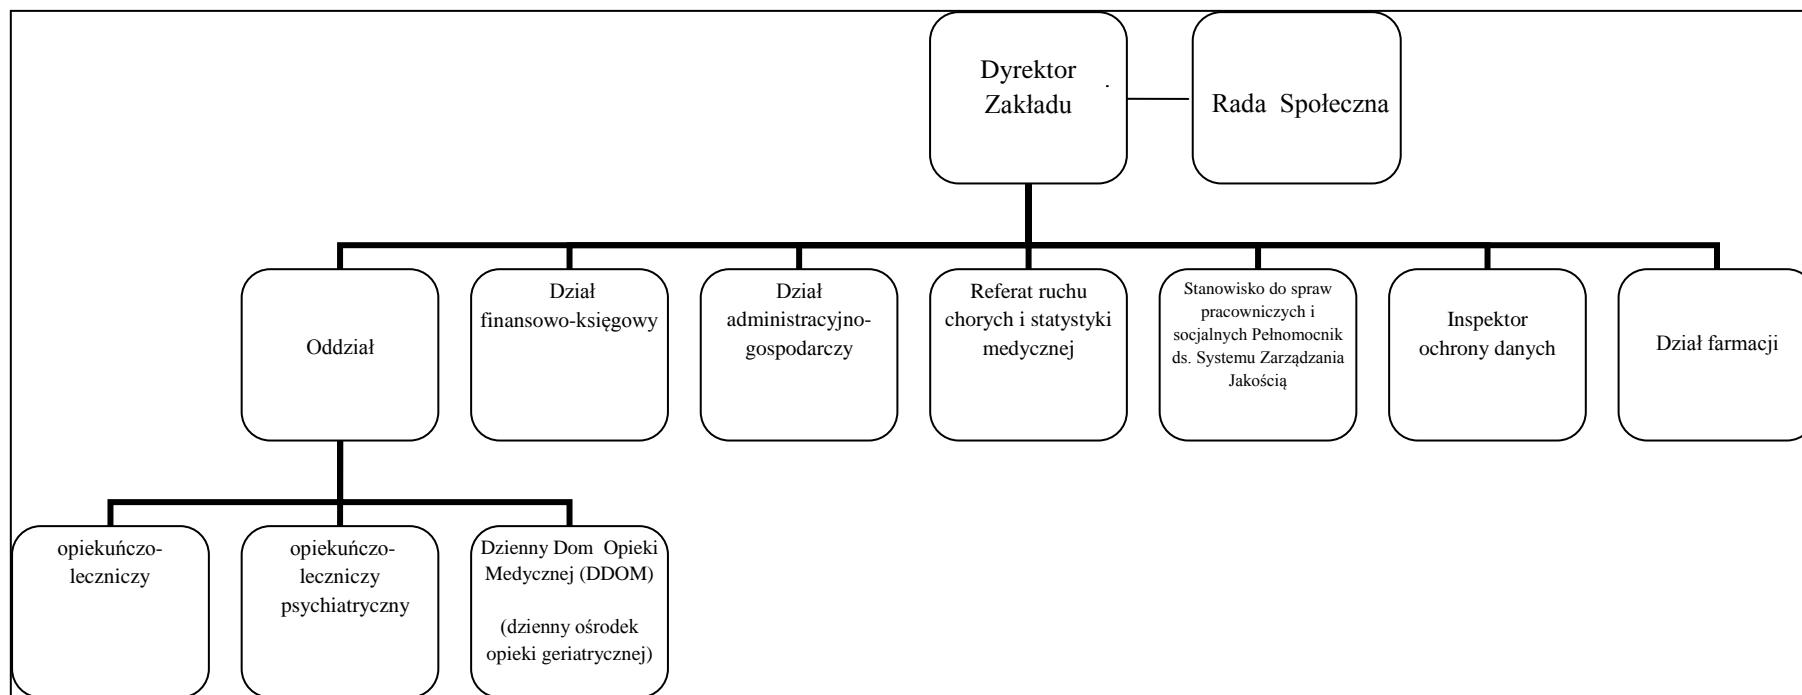 Dyrektor
Zakładu
.
Rada Społeczna
Oddział
Dział
finansowo-księgowy
Dział
administracyjno-
gospodarczy
Referat ruchu
chorych i statystyki
medycznej
Stanowisko do spraw
pracowniczych i
socjalnych Pełnomocnik
ds. Systemu Zarządzania
Jakością
Inspektor
ochrony danych
Dział farmacji
opiekuńczo-
leczniczy
opiekuńczo-
leczniczy
psychiatryczny
Dzienny Dom Opieki
Medycznej (DDOM)
(dzienny ośrodek
opieki geriatrycznej)